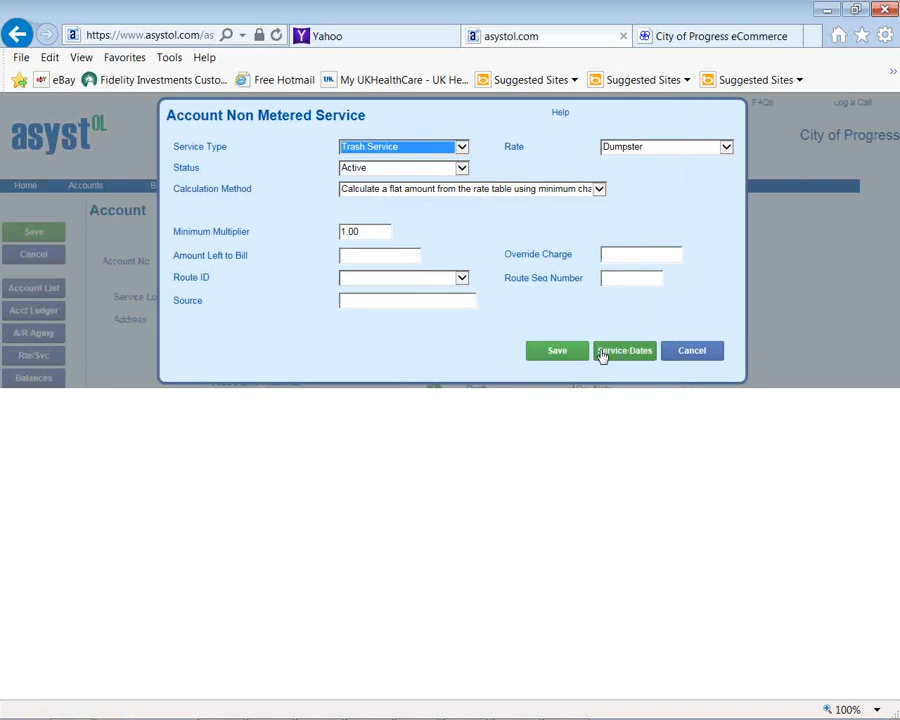 https://www.asystol.com/as
Yahoo
asystol.com
City of Progress eCommerce
File Edit View Favorites Tools Help
eBay Fidelity Investments Custo... Free Hotmail My UKHealthCare - UK He... Suggested Sites Suggested Sites Suggested Sites
Account Non Metered Service
Help
FAQs
Log a Call
asyst OL
City of Progress
Service Type Trash Service Rate Dumpster
Status Active
Home Accounts B
Calculation Method Calculate a flat amount from the rate table using minimum cha
Account
Save
Minimum Multiplier 1.00
Cancel
Amount Left to Bill Override Charge
Account No
Route ID Route Seq Number
Account List
Service Lo
Source
Acct Ledger
Address
A/R Aging
Save Service Dates Cancel
Rte/Svc
Balances
100%